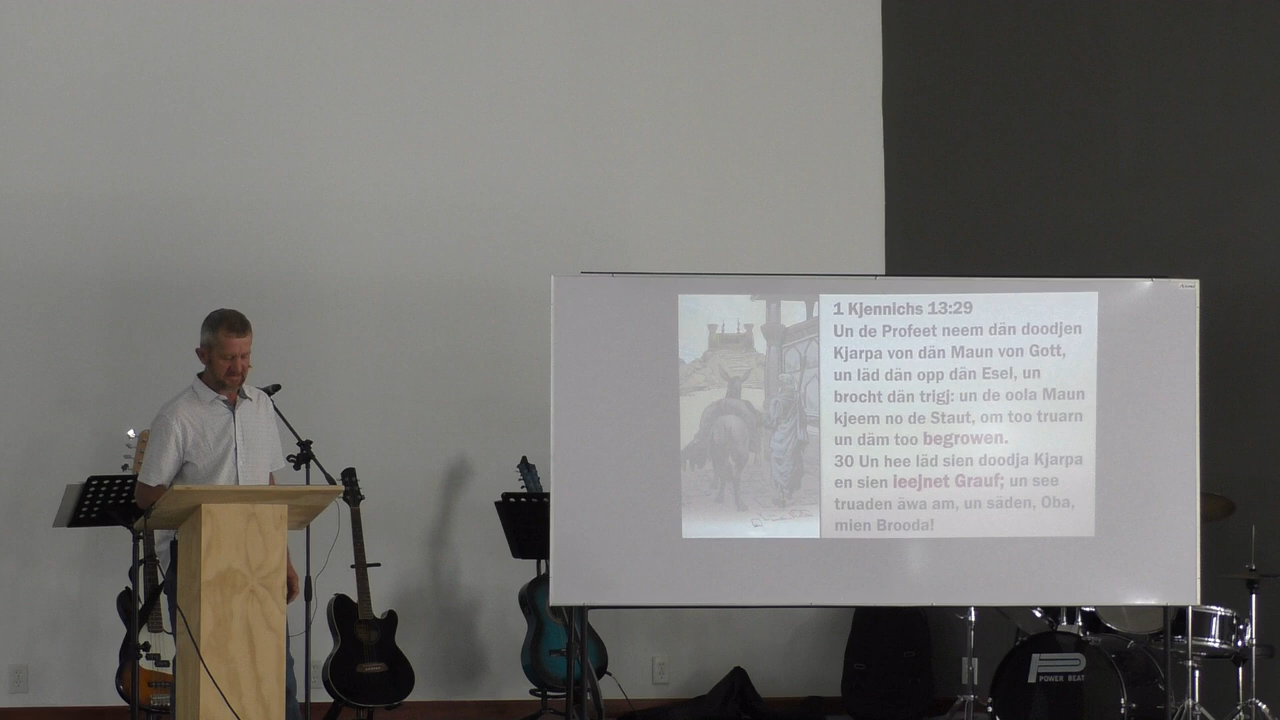 1 Kjennichs 13:29
Un de Profeet neem dän doodjen
Kjarpa von dän Maun von Gott,
un läd dän opp dän Esel, un
brocht dän trigj: un de oola Maun
kjeem no de Staut, om too truarn
un däm too begrowen.
30 Un hee läd sien doodja Kjarpa
en sien ieejnet Grauf; un see
truaden äwa am, un säden, Oba,
mien Brooda!
POWER BEAT